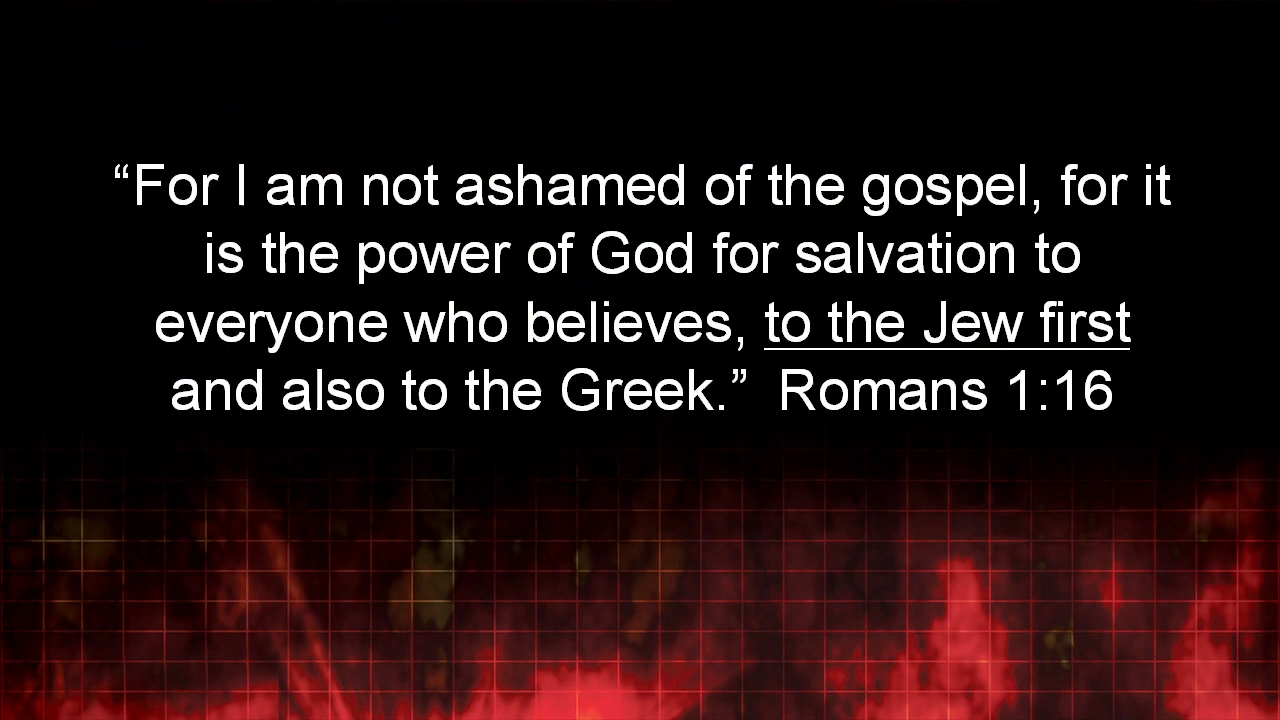 “For I am not ashamed of the gospel, for it
is the power of God for salvation to
everyone who believes, to the Jew first
and also to the Greek.”  Romans 1:16